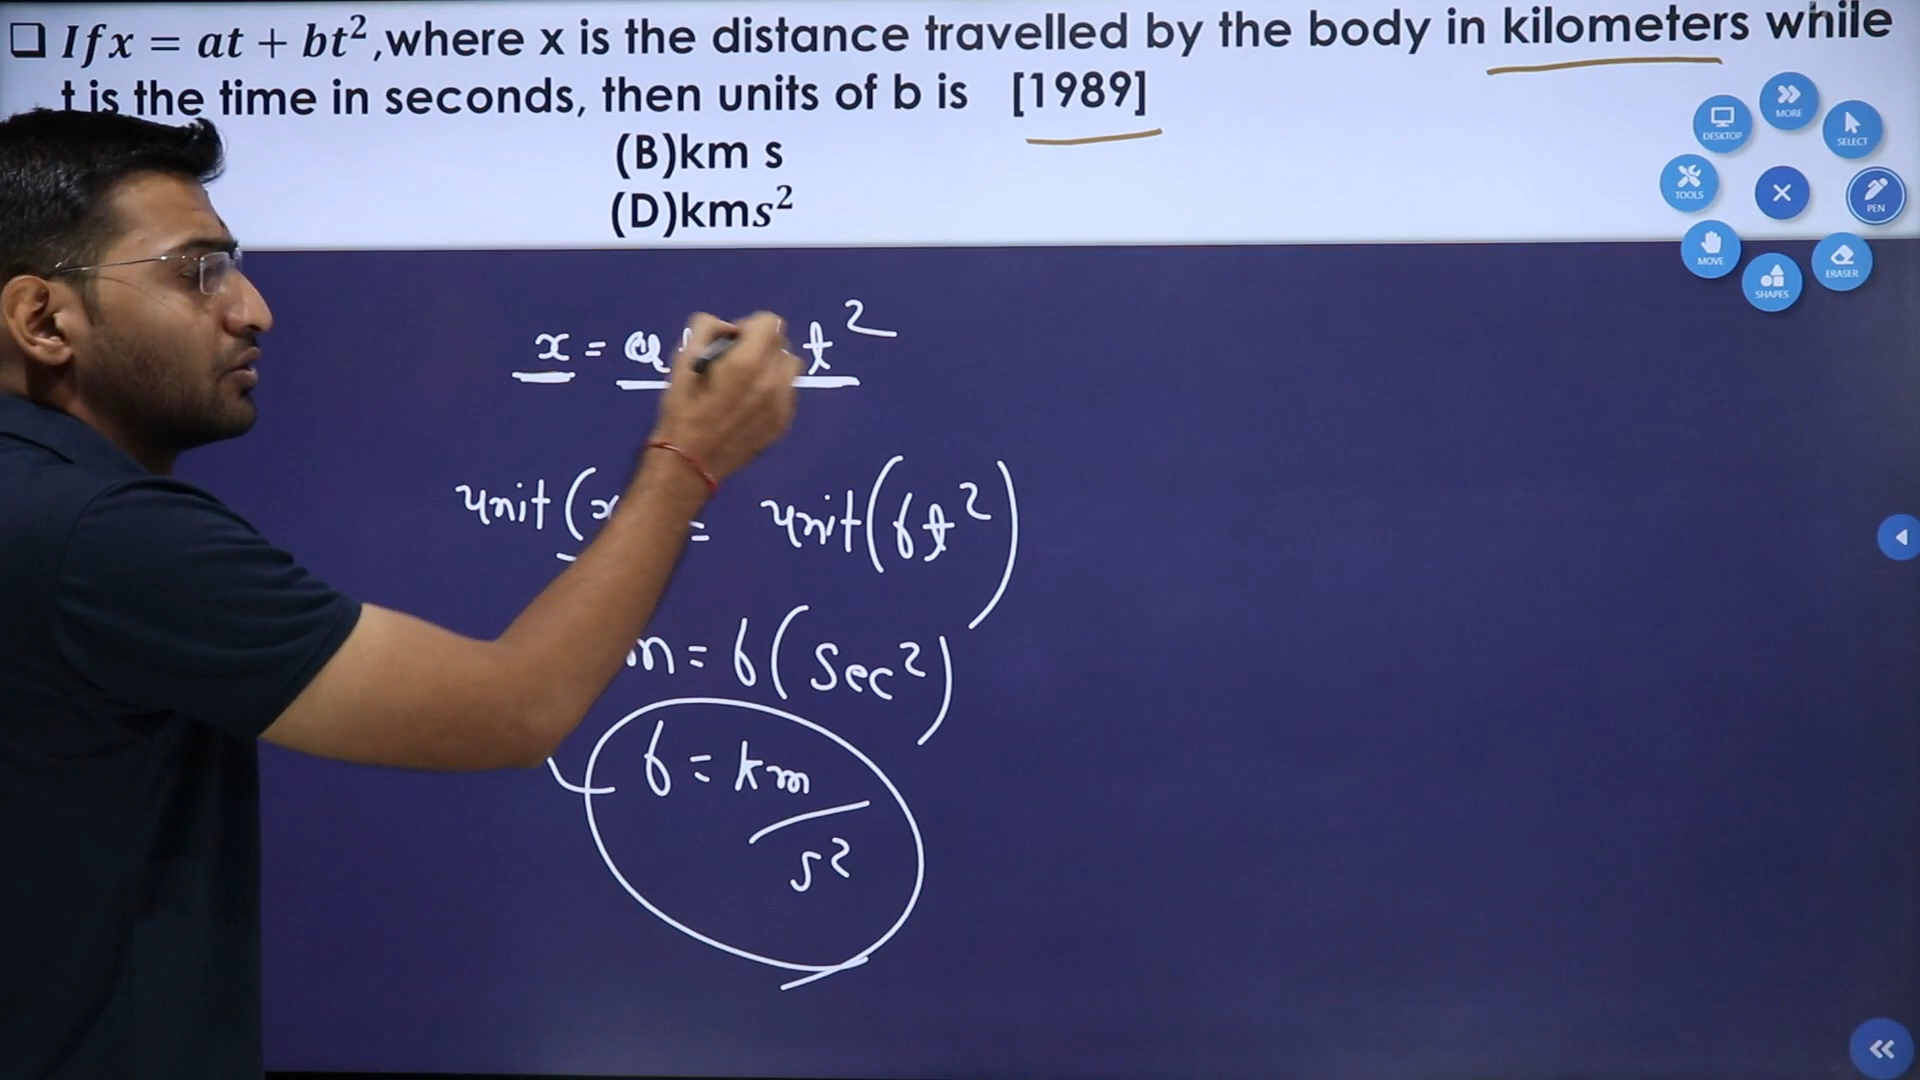 If x = at + bt²,where x is the distance travelled by the body in kilometers while
t is the time in seconds, then units of b is [1989]
(B)km s
(D)kms²
MORE
DESKTOP
SELECT
TOOLS
PEN
MOVE
ERASER
SHAPES
x = a t²
unit (x = unit(bt²)
m = b(Sec²)
b = km
s²